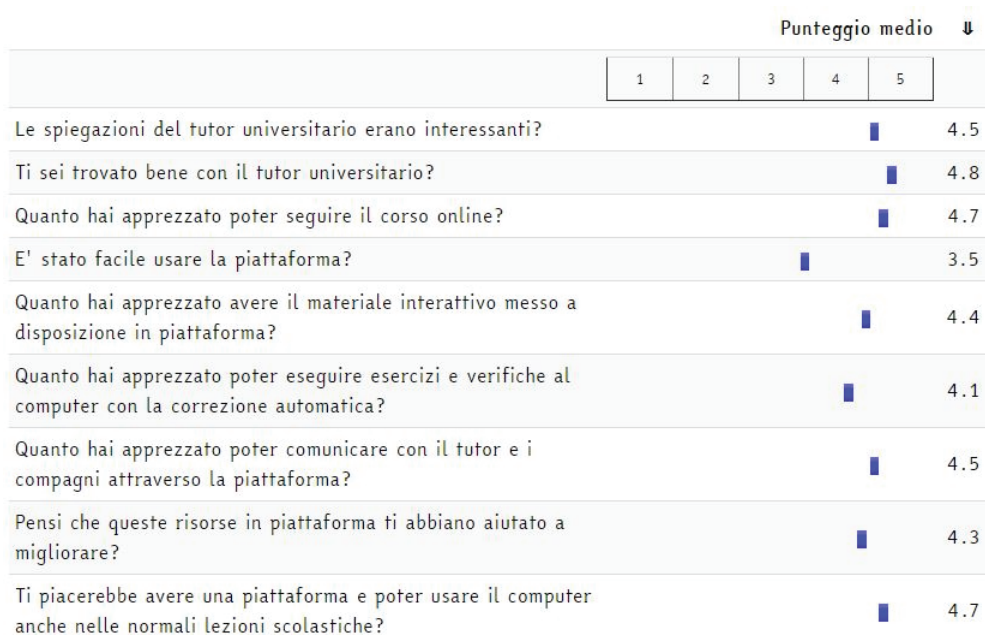 Punteggio medio ⇓
1 2 3 4 5
Le spiegazioni del tutor universitario erano interessanti? 4.5
Ti sei trovato bene con il tutor universitario? 4.8
Quanto hai apprezzato poter seguire il corso online? 4.7
E' stato facile usare la piattaforma? 3.5
Quanto hai apprezzato avere il materiale interattivo messo a
disposizione in piattaforma? 4.4
Quanto hai apprezzato poter eseguire esercizi e verifiche al
computer con la correzione automatica? 4.1
Quanto hai apprezzato poter comunicare con il tutor e i
compagni attraverso la piattaforma? 4.5
Pensi che queste risorse in piattaforma ti abbiano aiutato a
migliorare? 4.3
Ti piacerebbe avere una piattaforma e poter usare il computer
anche nelle normali lezioni scolastiche? 4.7